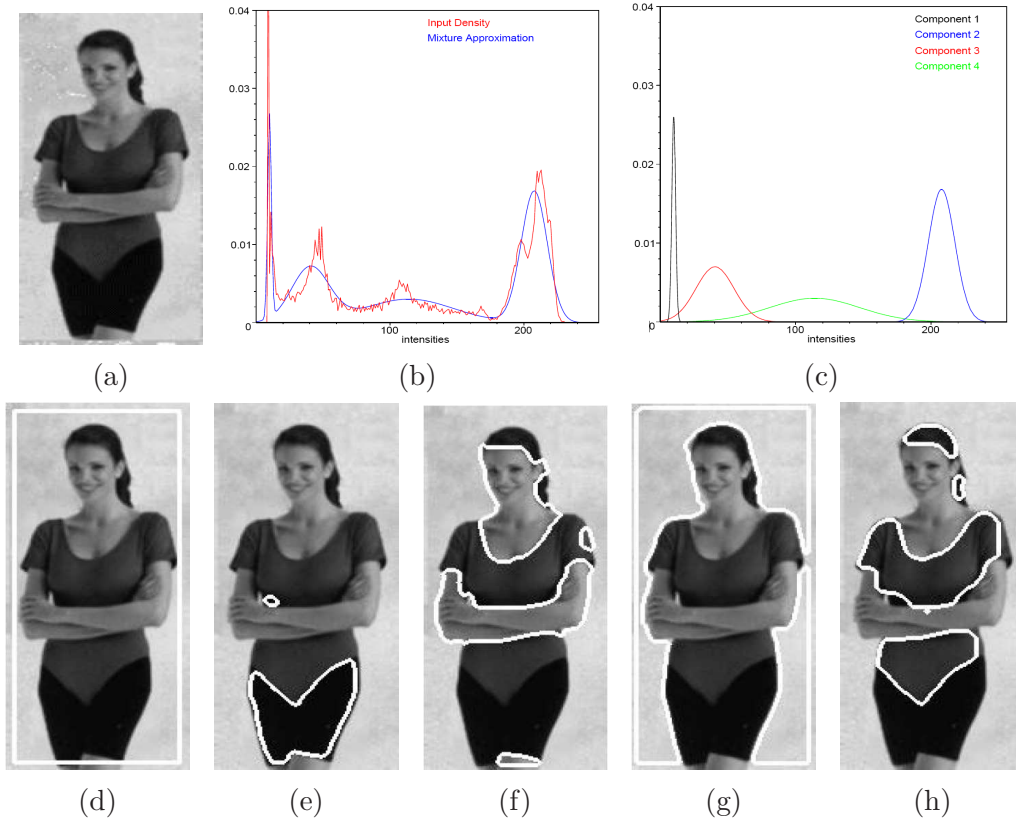 0.04
0.03
0.02
0.01
0
100
200
intensities
Input Density
Mixture Approximation
0.04
0.03
0.02
0.01
0
100
200
intensities
Component 1
Component 2
Component 3
Component 4
(a)
(b)
(c)
(d)
(e)
(f)
(g)
(h)